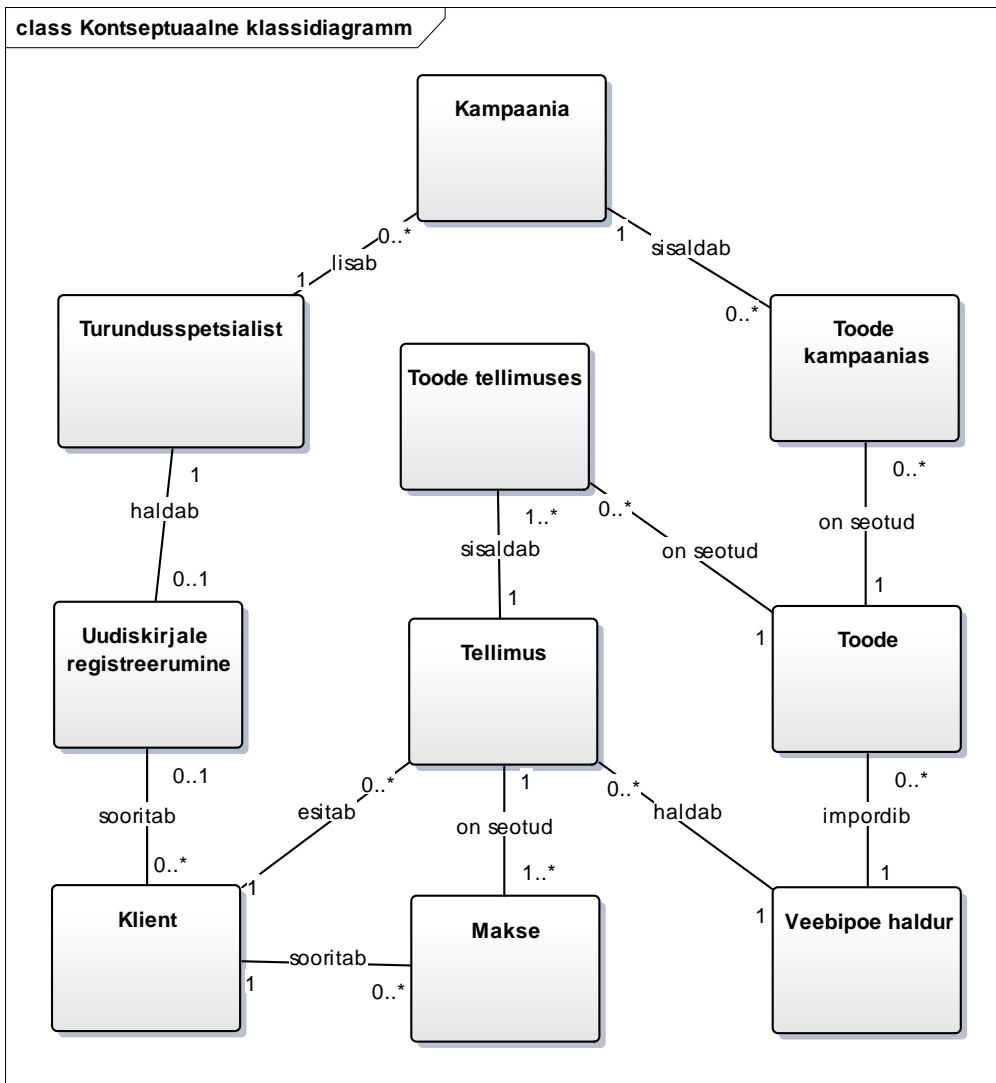 class Kontseptuaalne klassidiagramm
Kampaania
0..*
lisab
1
1
sisaldab
0..*
Turundusspetsialist
Toode tellimuses
Toode
kampaanias
1
haldab
0..1
1..*
sisaldab
1
0..*
on seotud
1
0..*
on seotud
1
Uudiskirjale
registreerumine
Tellimus
Toode
0..1
sooritab
0..*
0..*
esitab
1
1
on seotud
1..*
0..*
haldab
1
0..*
impordib
1
Klient
Makse
Veebipoe haldur
1
sooritab
0..*